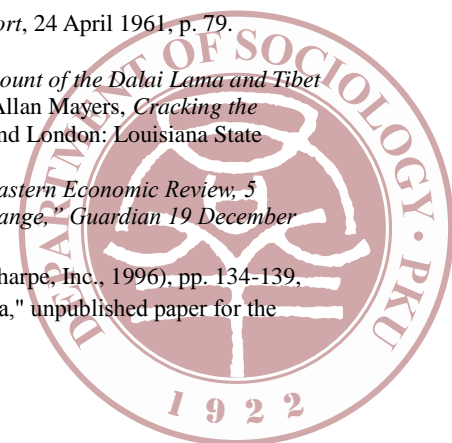 ort, 24 April 1961, p. 79.
ount of the Dalai Lama and Tibet
Allan Mayers, Cracking the
nd London: Louisiana State
astern Economic Review, 5
ange," Guardian 19 December
harpe, Inc., 1996), pp. 134-139,
a," unpublished paper for the
DEPARTMENT OF SOCIOLOGY · PKU
1922